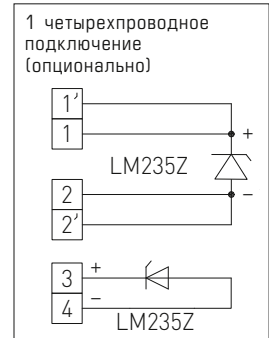 1 четырехпроводное
подключение
(опционально)
1'
1
+
LM235Z
2
–
2'
3
+
4
–
LM235Z